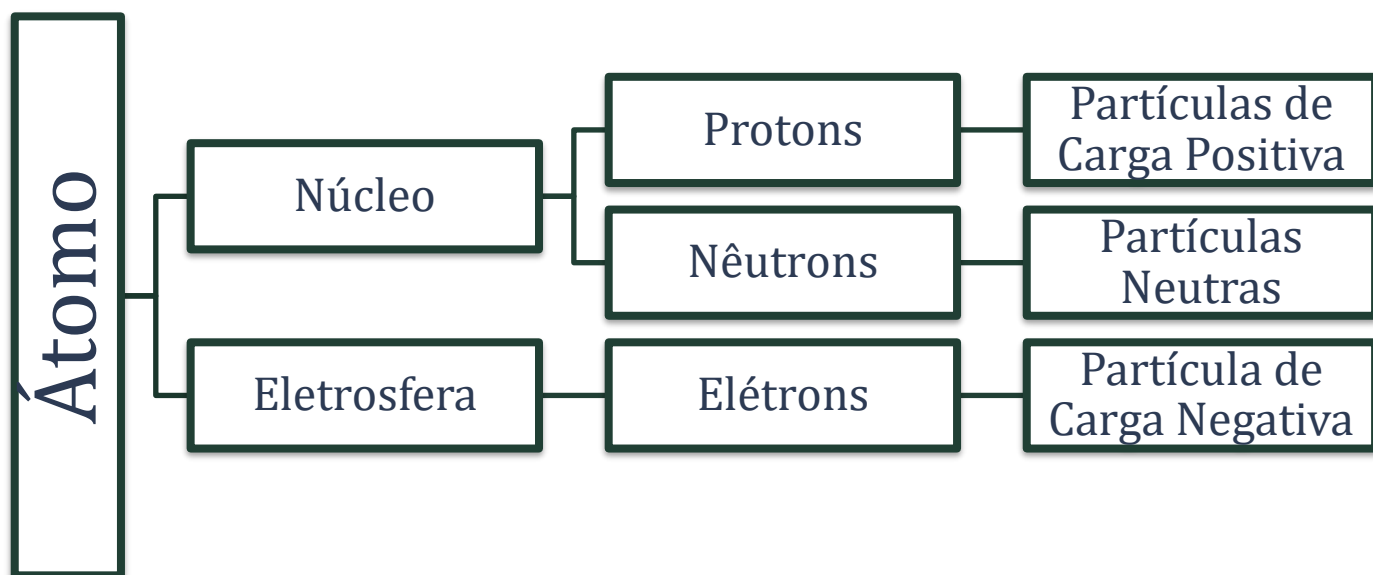 Átomo
Núcleo
Protons
Partículas de
Carga Positiva
Nêutrons
Partículas
Neutras
Eletrosfera
Elétrons
Partícula de
Carga Negativa